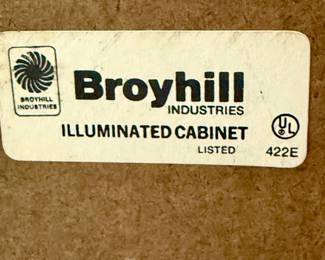 BROYHILL
INDUSTRIES
Broyhill
INDUSTRIES
ILLUMINATED CABINET
LISTED
UL
422E